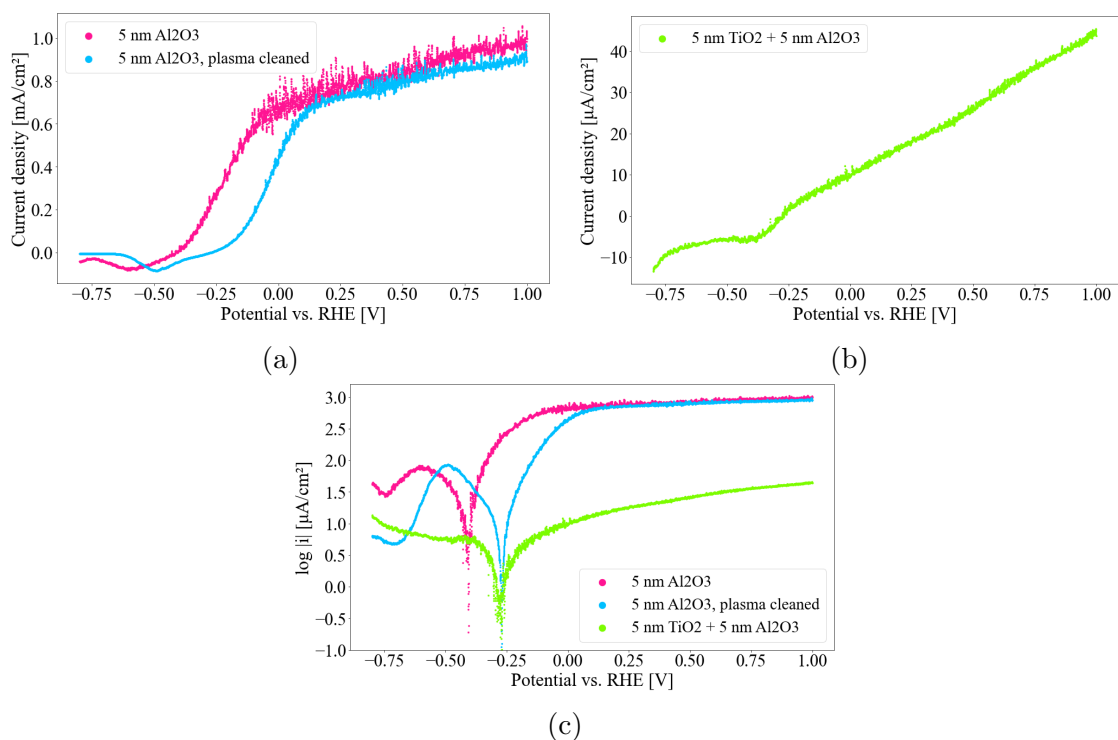 5 nm Al2O3
5 nm Al2O3, plasma cleaned
Current density [mA/cm²]
1.0
0.8
0.6
0.4
0.2
0.0
−0.75 −0.50 −0.25 0.00 0.25 0.50 0.75 1.00
Potential vs. RHE [V]
(a)
5 nm TiO2 + 5 nm Al2O3
Current density [µA/cm²]
40
30
20
10
0
−10
−0.75 −0.50 −0.25 0.00 0.25 0.50 0.75 1.00
Potential vs. RHE [V]
(b)
log |i| [µA/cm²]
3.0
2.5
2.0
1.5
1.0
0.5
0.0
−0.5
−1.0
5 nm Al2O3
5 nm Al2O3, plasma cleaned
5 nm TiO2 + 5 nm Al2O3
−0.75 −0.50 −0.25 0.00 0.25 0.50 0.75 1.00
Potential vs. RHE [V]
(c)